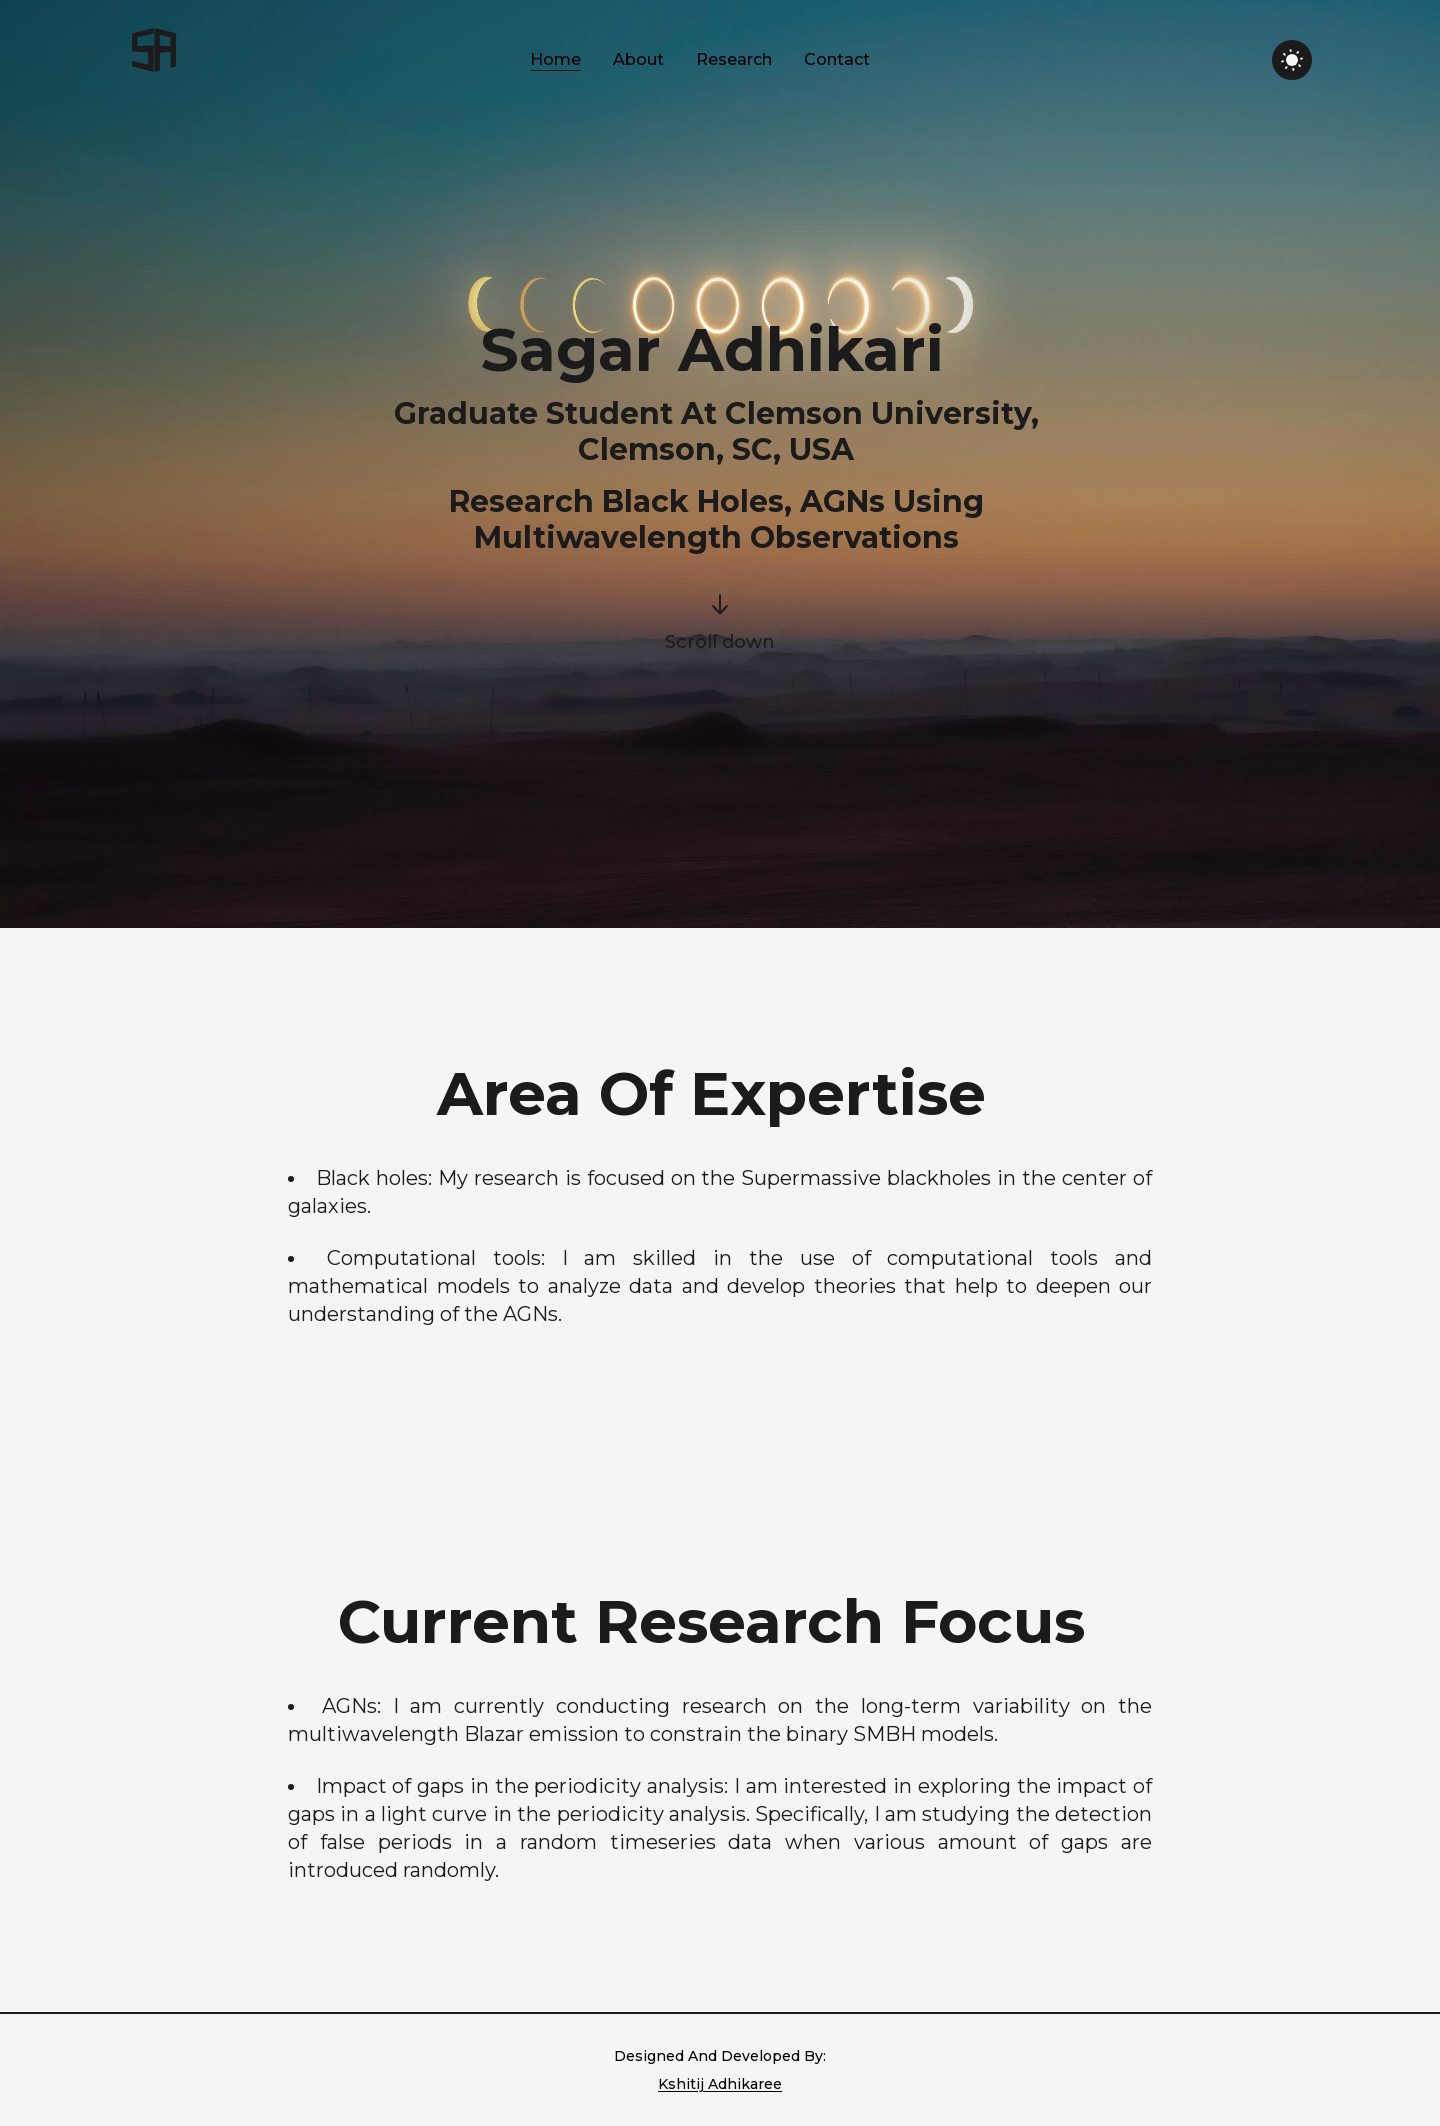 SA
Home About Research Contact
Sagar Adhikari
Graduate Student At Clemson University,
Clemson, SC, USA
Research Black Holes, AGNs Using
Multiwavelength Observations
Scroll down
Area Of Expertise
• Black holes: My research is focused on the Supermassive blackholes in the center of
galaxies.
• Computational tools: I am skilled in the use of computational tools and
mathematical models to analyze data and develop theories that help to deepen our
understanding of the AGNs.
Current Research Focus
• AGNs: I am currently conducting research on the long-term variability on the
multiwavelength Blazar emission to constrain the binary SMBH models.
• Impact of gaps in the periodicity analysis: I am interested in exploring the impact of
gaps in a light curve in the periodicity analysis. Specifically, I am studying the detection
of false periods in a random timeseries data when various amount of gaps are
introduced randomly.
Designed And Developed By:
Kshitij Adhikaree